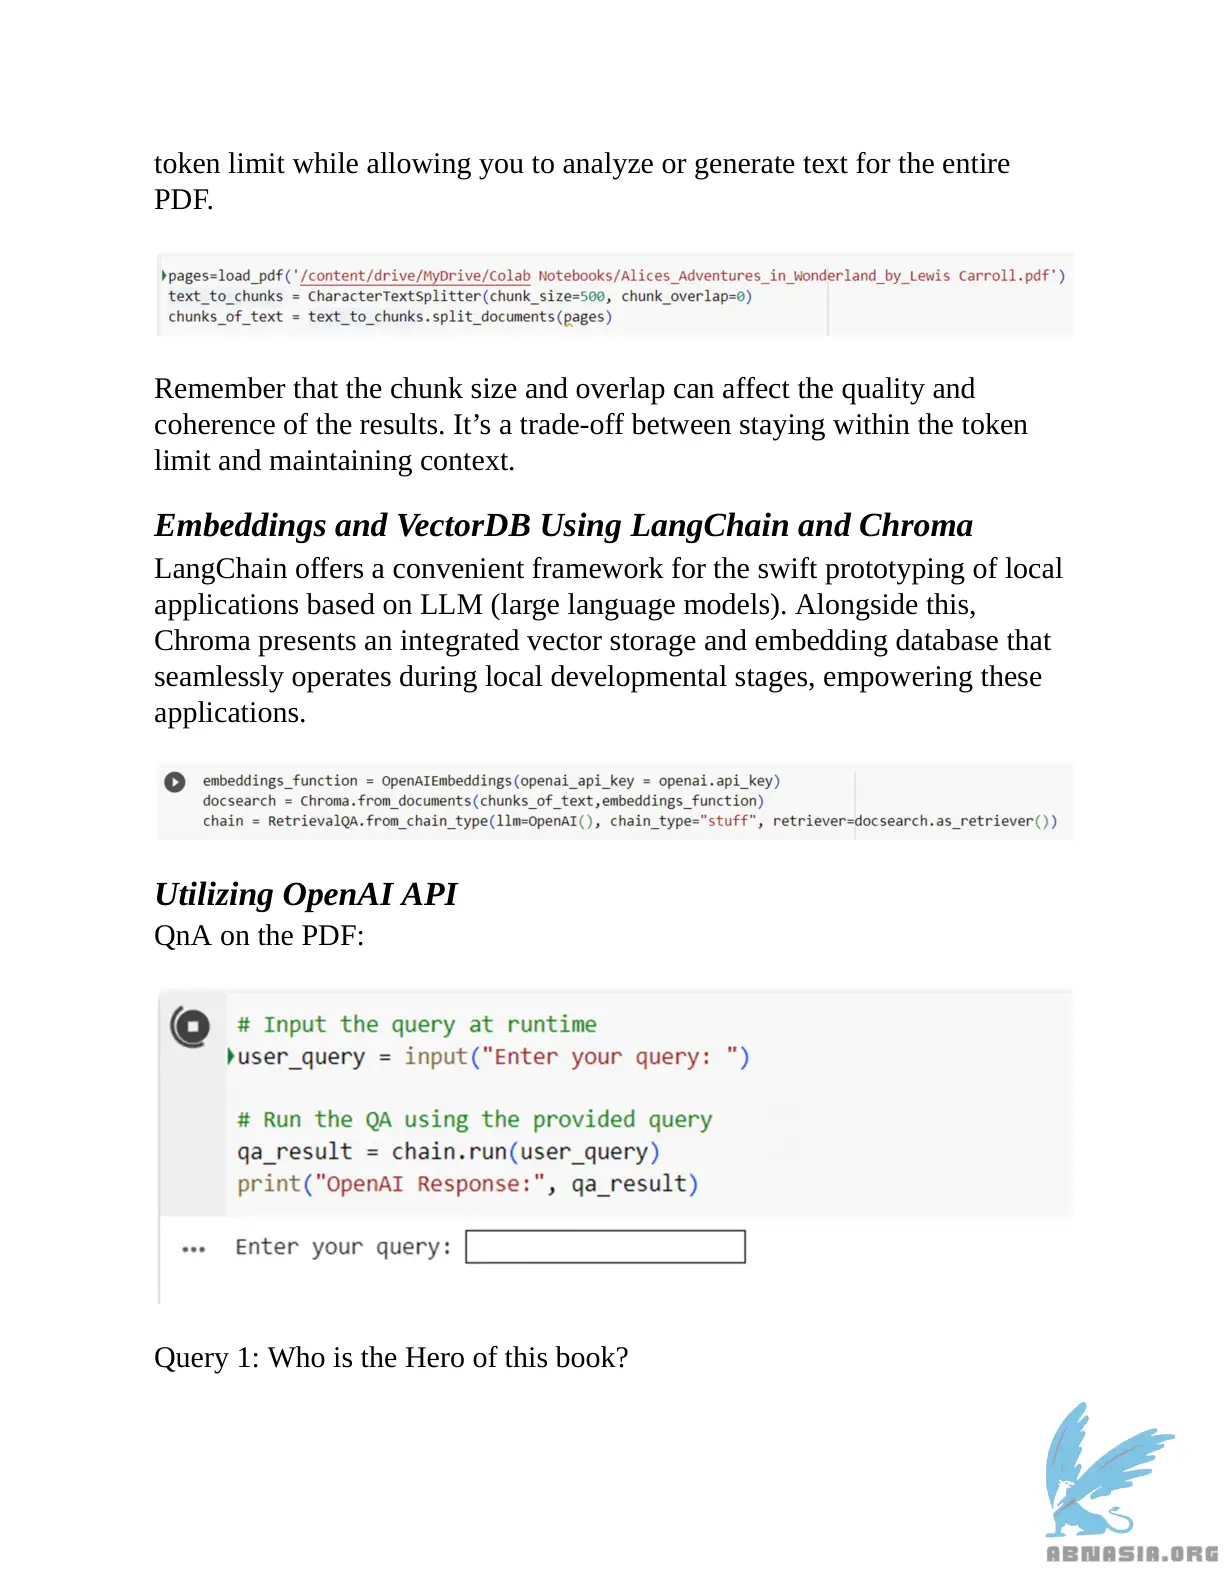 token limit while allowing you to analyze or generate text for the entire
PDF.
pages=load_pdf('/content/drive/MyDrive/Colab Notebooks/Alices_Adventures_in_Wonderland_by_Lewis Carroll.pdf')
text_to_chunks = CharacterTextSplitter(chunk_size=500, chunk_overlap=0)
chunks_of_text = text_to_chunks.split_documents(pages)
Remember that the chunk size and overlap can affect the quality and
coherence of the results. It’s a trade-off between staying within the token
limit and maintaining context.
Embeddings and VectorDB Using LangChain and Chroma
LangChain offers a convenient framework for the swift prototyping of local
applications based on LLM (large language models). Alongside this,
Chroma presents an integrated vector storage and embedding database that
seamlessly operates during local developmental stages, empowering these
applications.
embeddings_function = OpenAIEmbeddings(openai_api_key = openai.api_key)
docsearch = Chroma.from_documents(chunks_of_text,embeddings_function)
chain = RetrievalQA.from_chain_type(llm=OpenAI(), chain_type="stuff", retriever=docsearch.as_retriever())
Utilizing OpenAI API
QnA on the PDF:
# Input the query at runtime
user_query = input("Enter your query: ")
# Run the QA using the provided query
qa_result = chain.run(user_query)
print("OpenAI Response:", qa_result)
Enter your query:
Query 1: Who is the Hero of this book?
ABNASIA.ORG